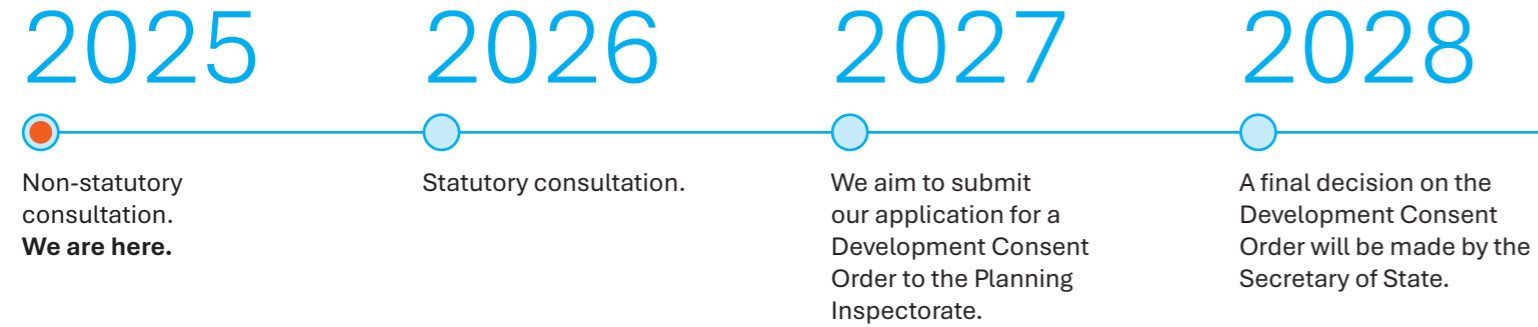 2025
Non-statutory
consultation.
We are here.
2026
Statutory consultation.
2027
We aim to submit
our application for a
Development Consent
Order to the Planning
Inspectorate.
2028
A final decision on the
Development Consent
Order will be made by the
Secretary of State.